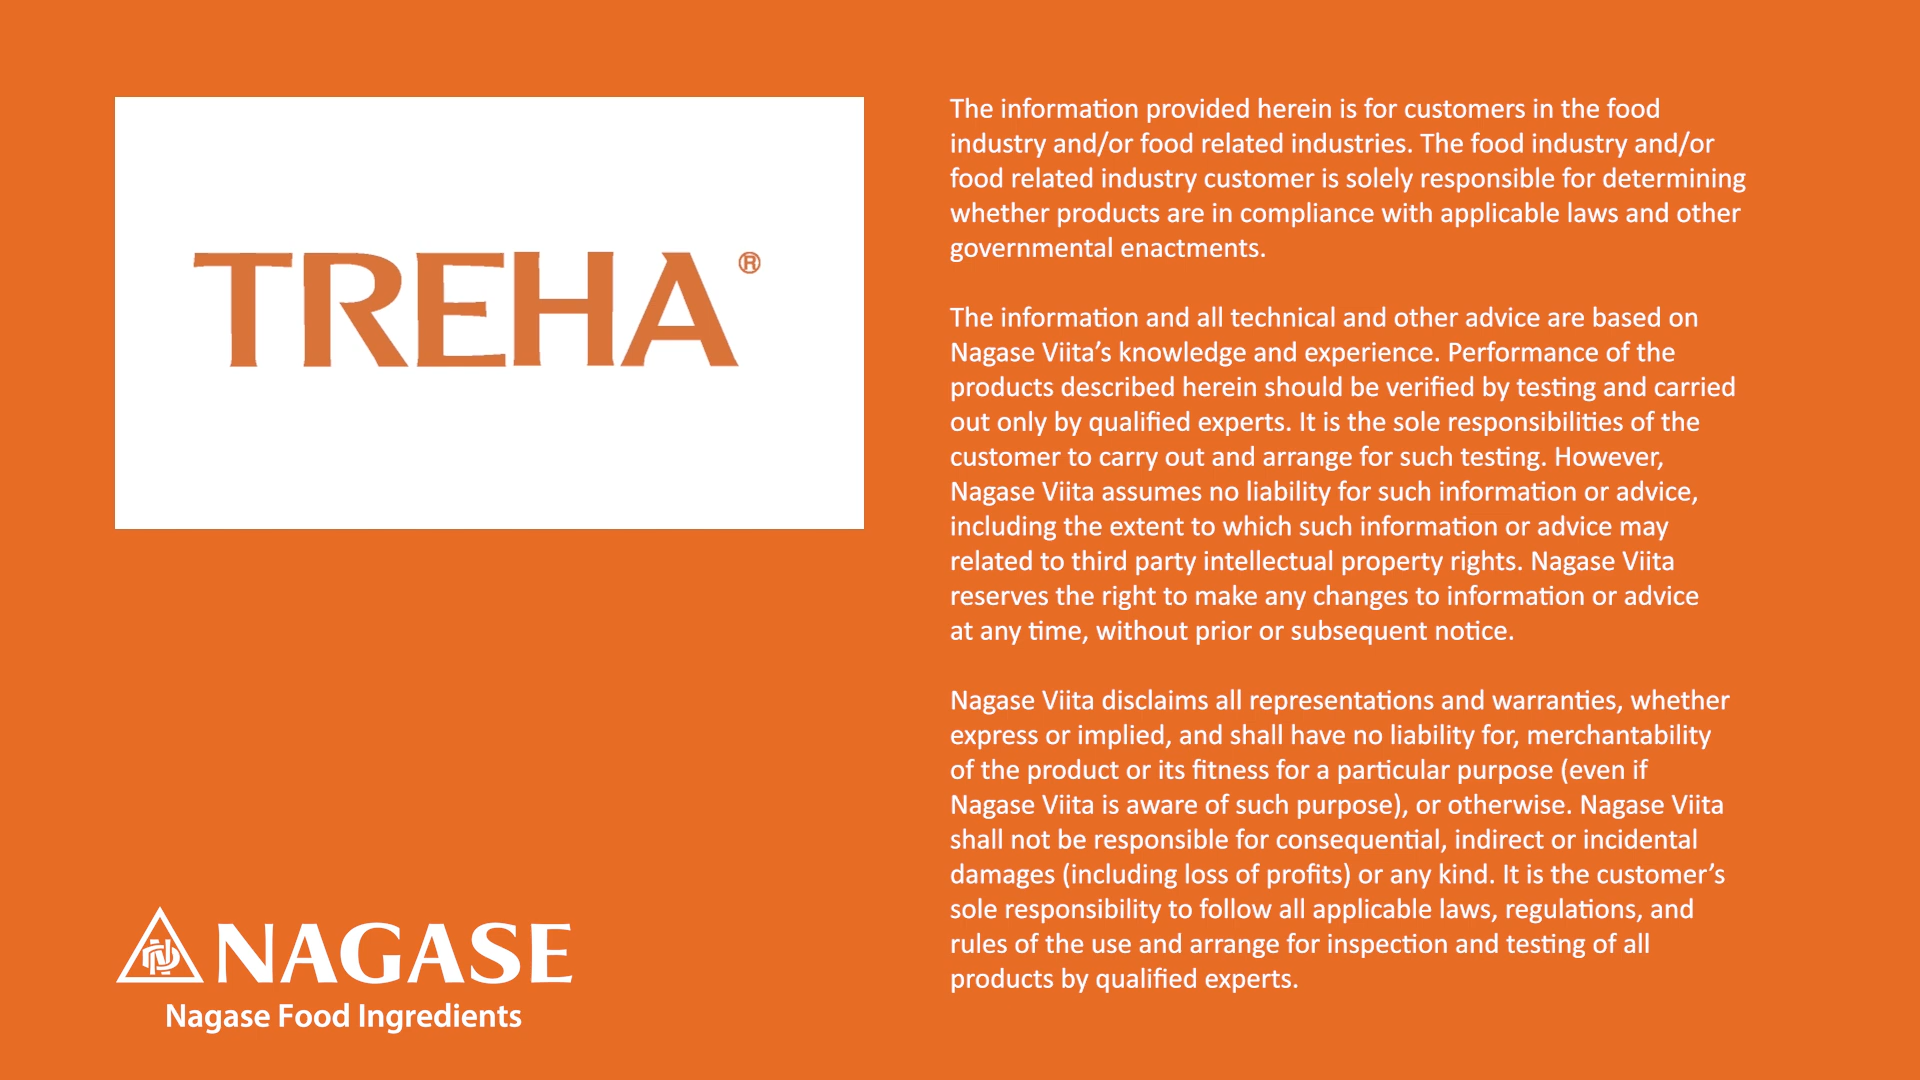 TREHA®
The information provided herein is for customers in the food
industry and/or food related industries. The food industry and/or
food related industry customer is solely responsible for determining
whether products are in compliance with applicable laws and other
governmental enactments.
The information and all technical and other advice are based on
Nagase Viita’s knowledge and experience. Performance of the
products described herein should be verified by testing and carried
out only by qualified experts. It is the sole responsibilities of the
customer to carry out and arrange for such testing. However,
Nagase Viita assumes no liability for such information or advice,
including the extent to which such information or advice may
related to third party intellectual property rights. Nagase Viita
reserves the right to make any changes to information or advice
at any time, without prior or subsequent notice.
Nagase Viita disclaims all representations and warranties, whether
express or implied, and shall have no liability for, merchantability
of the product or its fitness for a particular purpose (even if
Nagase Viita is aware of such purpose), or otherwise. Nagase Viita
shall not be responsible for consequential, indirect or incidental
damages (including loss of profits) or any kind. It is the customer’s
sole responsibility to follow all applicable laws, regulations, and
rules of the use and arrange for inspection and testing of all
products by qualified experts.
NAGASE
Nagase Food Ingredients